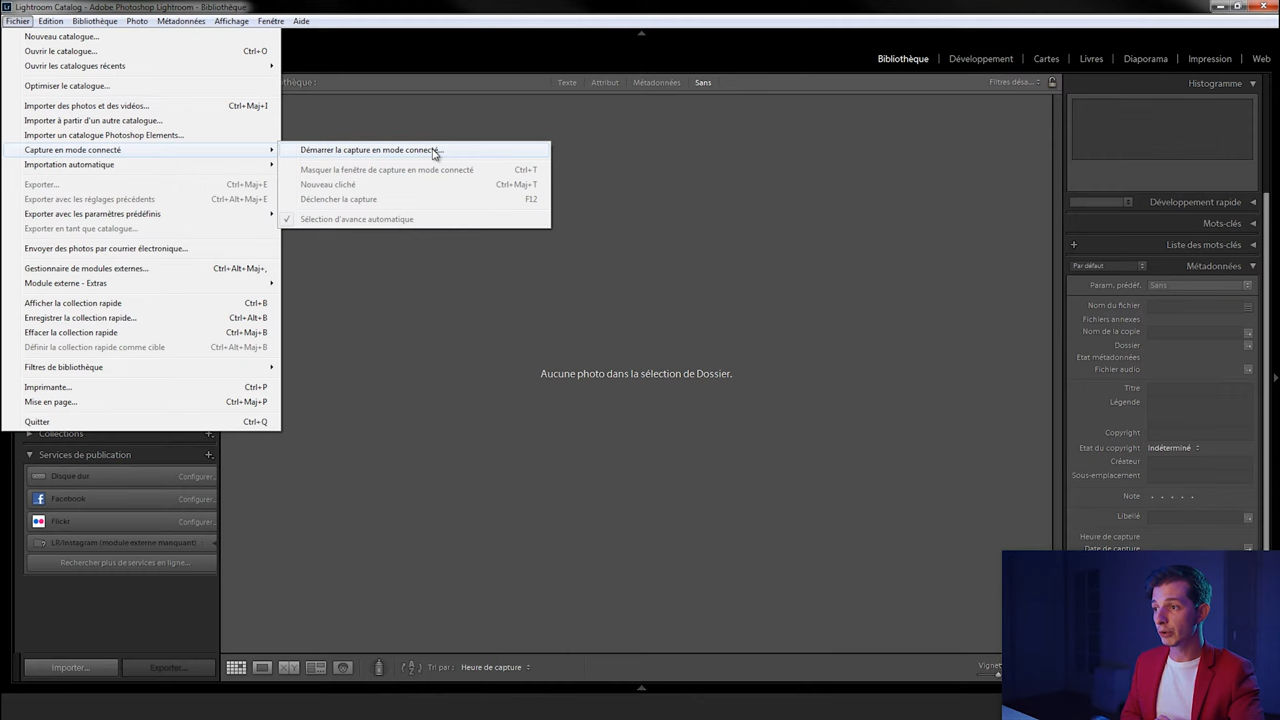 Lightroom Catalog - Adobe Photoshop Lightroom - Bibliothèque
Fichier Edition Bibliothèque Photo Métadonnées Affichage Fenêtre Aide
Nouveau catalogue...
Ouvrir le catalogue... Ctrl+O
Ouvrir les catalogues récents
Optimiser le catalogue...
Importer des photos et des vidéos... Ctrl+Maj+I
Importer à partir d'un autre catalogue...
Importer un catalogue Photoshop Elements...
Capture en mode connecté
Importation automatique
Exporter... Ctrl+Maj+E
Exporter avec les réglages précédents Ctrl+Alt+Maj+E
Exporter avec les paramètres prédéfinis
Exporter en tant que catalogue...
Envoyer des photos par courrier électronique...
Gestionnaire de modules externes... Ctrl+Alt+Maj+,
Module externe - Extras
Afficher la collection rapide Ctrl+B
Enregistrer la collection rapide... Ctrl+Alt+B
Effacer la collection rapide Ctrl+Maj+B
Définir la collection rapide comme cible Ctrl+Alt+Maj+B
Filtres de bibliothèque
Imprimante... Ctrl+P
Mise en page... Ctrl+Maj+P
Quitter Ctrl+Q
Démarrer la capture en mode connecté...
Masquer la fenêtre de capture en mode connecté Ctrl+T
Nouveau cliché Ctrl+Maj+T
Déclencher la capture F12
Sélection d'avance automatique
Bibliothèque Développement Cartes Livres Diaporama Impression Web
thèque : Texte Attribut Métadonnées Sans Filtres désa...
Aucune photo dans la sélection de Dossier.
Collections
Services de publication
Disque dur Configurer...
Facebook Configurer...
Flickr Configurer...
LR/Instagram (module externe manquant)
Rechercher plus de services en ligne...
Importer... Exporter...
Tri par : Heure de capture
Vignet
Histogramme
Développement rapide
Mots-clés
Liste des mots-clés
Par défaut Métadonnées
Param. prédéf. Sans
Nom du fichier
Fichiers annexes
Nom de la copie
Dossier
Etat métadonnées
Fichier audio
Titre
Légende
Copyright
Etat du copyright Indéterminé
Créateur
Sous-emplacement
Note
Libellé
Heure de capture
Date de capture